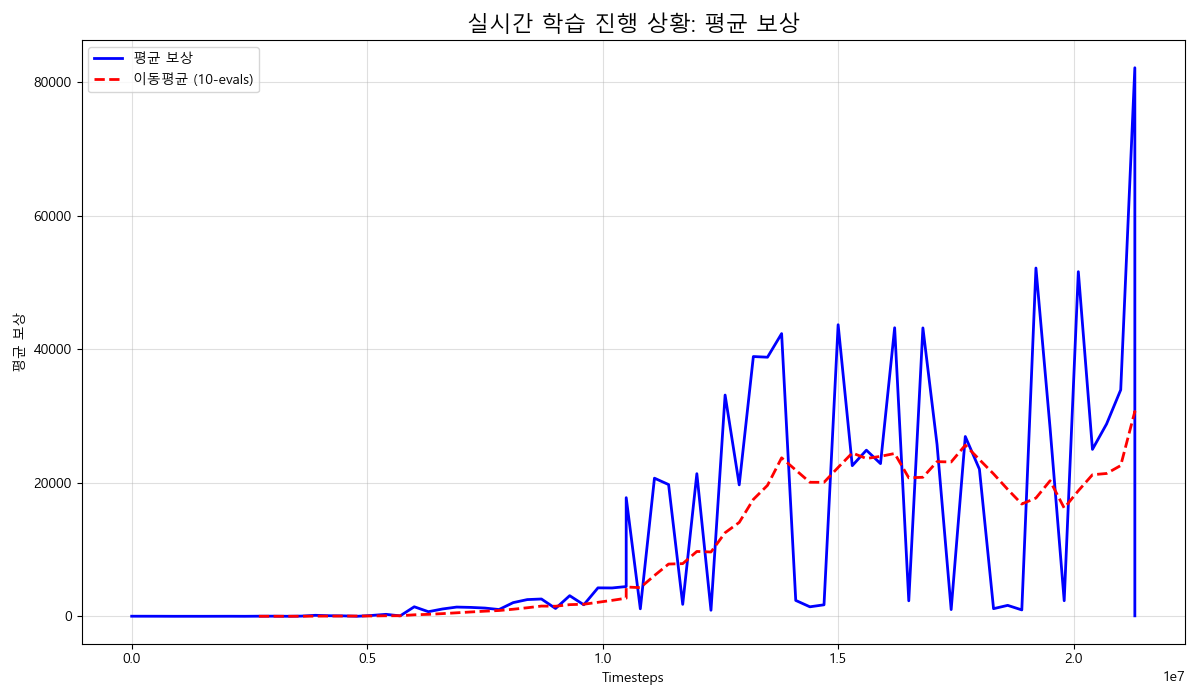 실시간 학습 진행 상황: 평균 보상
평균 보상
이동평균 (10-evals)
80000
60000
40000
20000
0
평균 보상
0.0 0.5 1.0 1.5 2.0
Timesteps
1e7